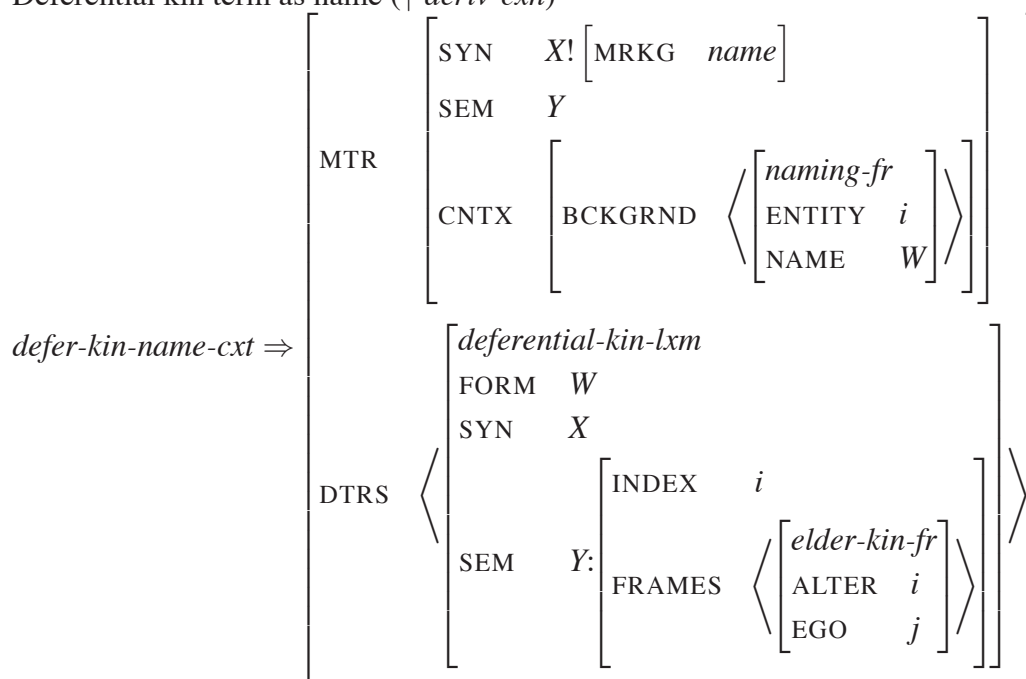 Deferential kin term as name (↑ deriv-cxn)
SYN X! [MRKG name]
SEM Y
MTR
naming-fr
CNTX BCKGRND ENTITY i
NAME W
defer-kin-name-cxt ⇒
deferential-kin-lxm
FORM W
SYN X
DTRS
INDEX i
elder-kin-fr
SEM Y: FRAMES ALTER i
EGO j